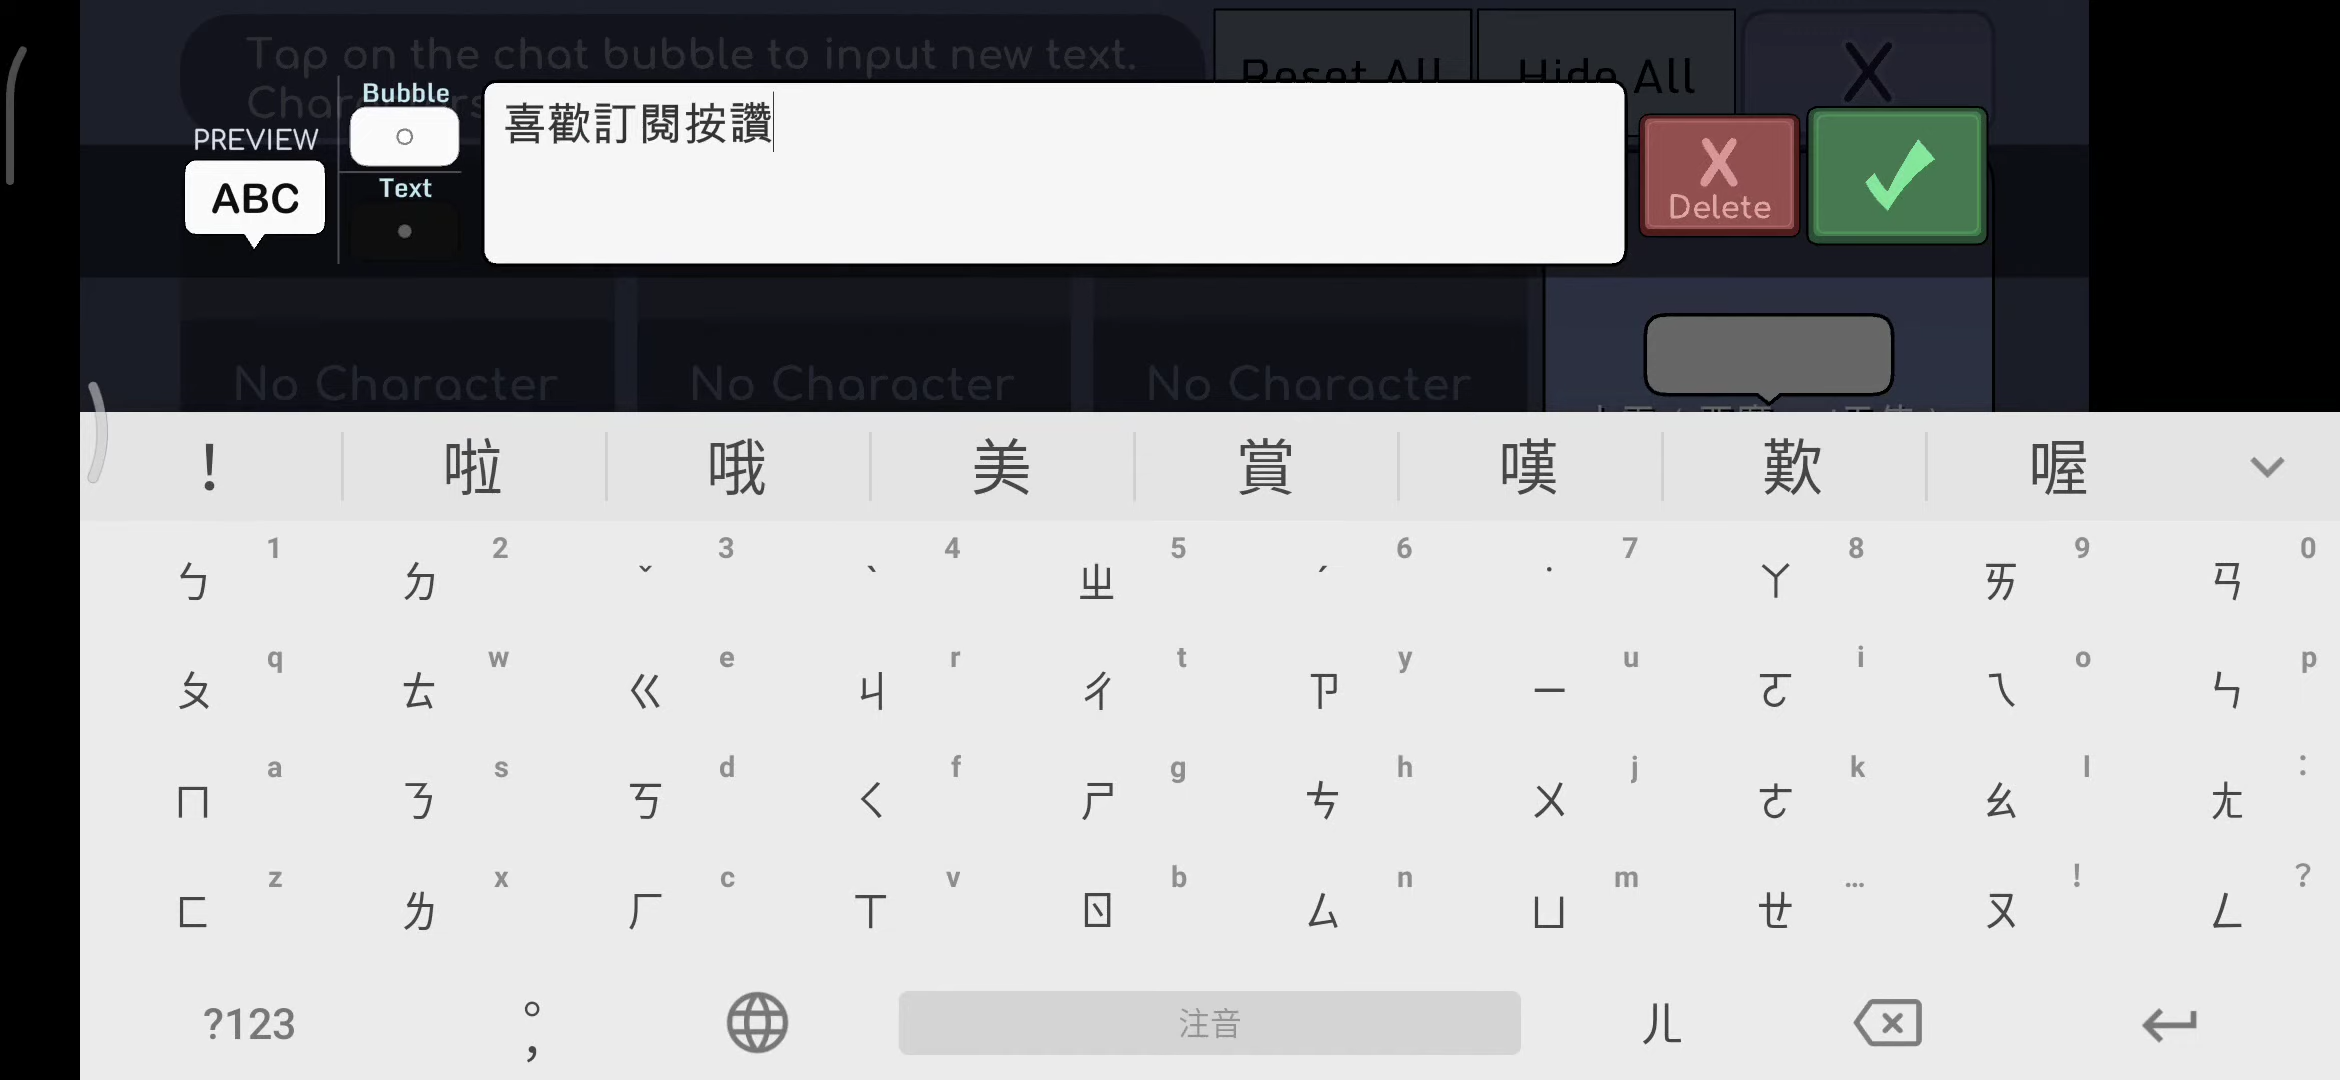 Tap on the chat bubble to input new text.
Reset All
Hide All
X
Bubble
喜歡訂閱按讚
PREVIEW
ABC
Text
X
Delete
No Character
No Character
No Character
！
啦
哦
美
賞
嘆
歎
喔
ㄅ 1
ㄉ 2
ˇ 3
ˋ 4
ㄓ 5
ˊ 6
˙ 7
ㄚ 8
ㄞ 9
ㄢ 0
ㄆ q
ㄊ w
ㄍ e
ㄐ r
ㄔ t
ㄗ y
ㄧ u
ㄛ i
ㄟ o
ㄣ p
ㄇ a
ㄋ s
ㄎ d
ㄑ f
ㄕ g
ㄘ h
ㄨ j
ㄜ k
ㄠ l
ㄤ :
ㄈ z
ㄌ x
ㄏ c
ㄒ v
ㄖ b
ㄙ n
ㄩ m
ㄝ …
ㄡ !
ㄥ ?
?123
。，
注音
ㄦ